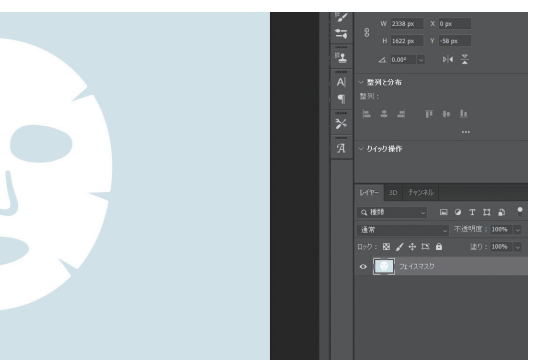 W 2338 px X 0 px
H 1622 px Y -58 px
0.00°
整列と分布
整列：
...
クイック操作
レイヤー 3D チャンネル
種類
通常 不透明度： 100%
ロック： 塗り： 100%
フェイスマスク